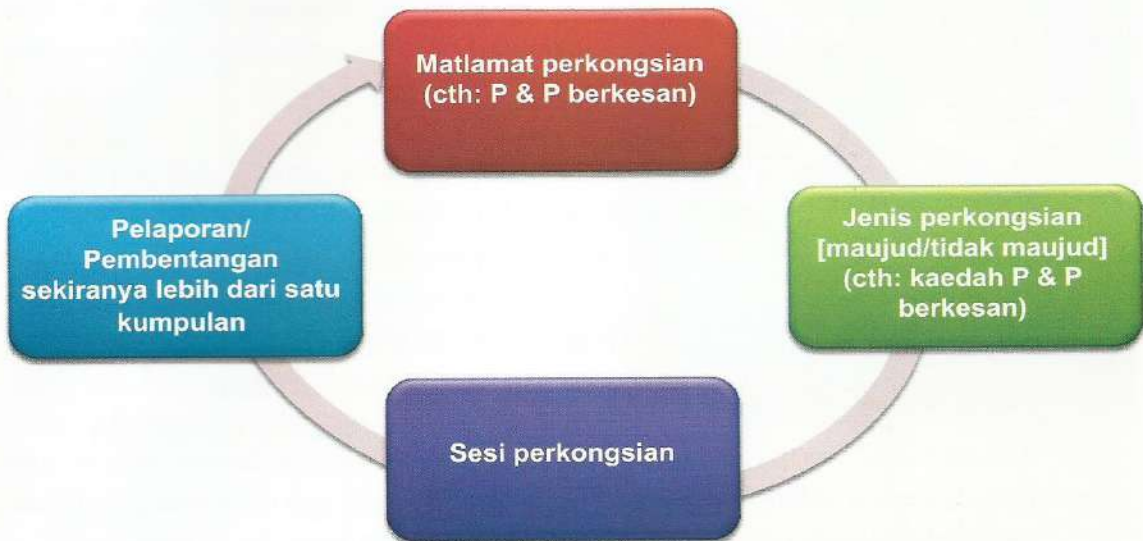 Matlamat perkongsian
(cth: P & P berkesan)
Jenis perkongsian
[maujud/tidak maujud]
(cth: kaedah P & P
berkesan)
Sesi perkongsian
Pelaporan/
Pembentangan
sekiranya lebih dari satu
kumpulan